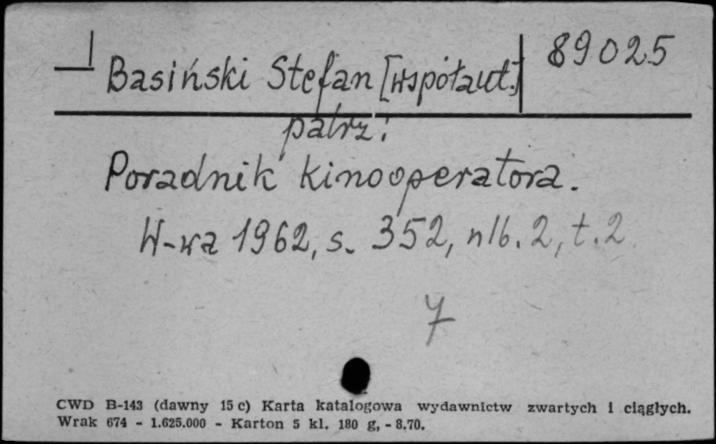 Basiński Stefan [współaut.] 89025
patrz:
Poradnik kinooperatora.
W-wa 1962, s. 352, nlb. 2, t. 2
7
CWD B-143 (dawny 15 c) Karta katalogowa wydawnictw zwartych i ciągłych.
Wrak 674 - 1.625.000 - Karton 5 kl. 180 g, - 8,70.